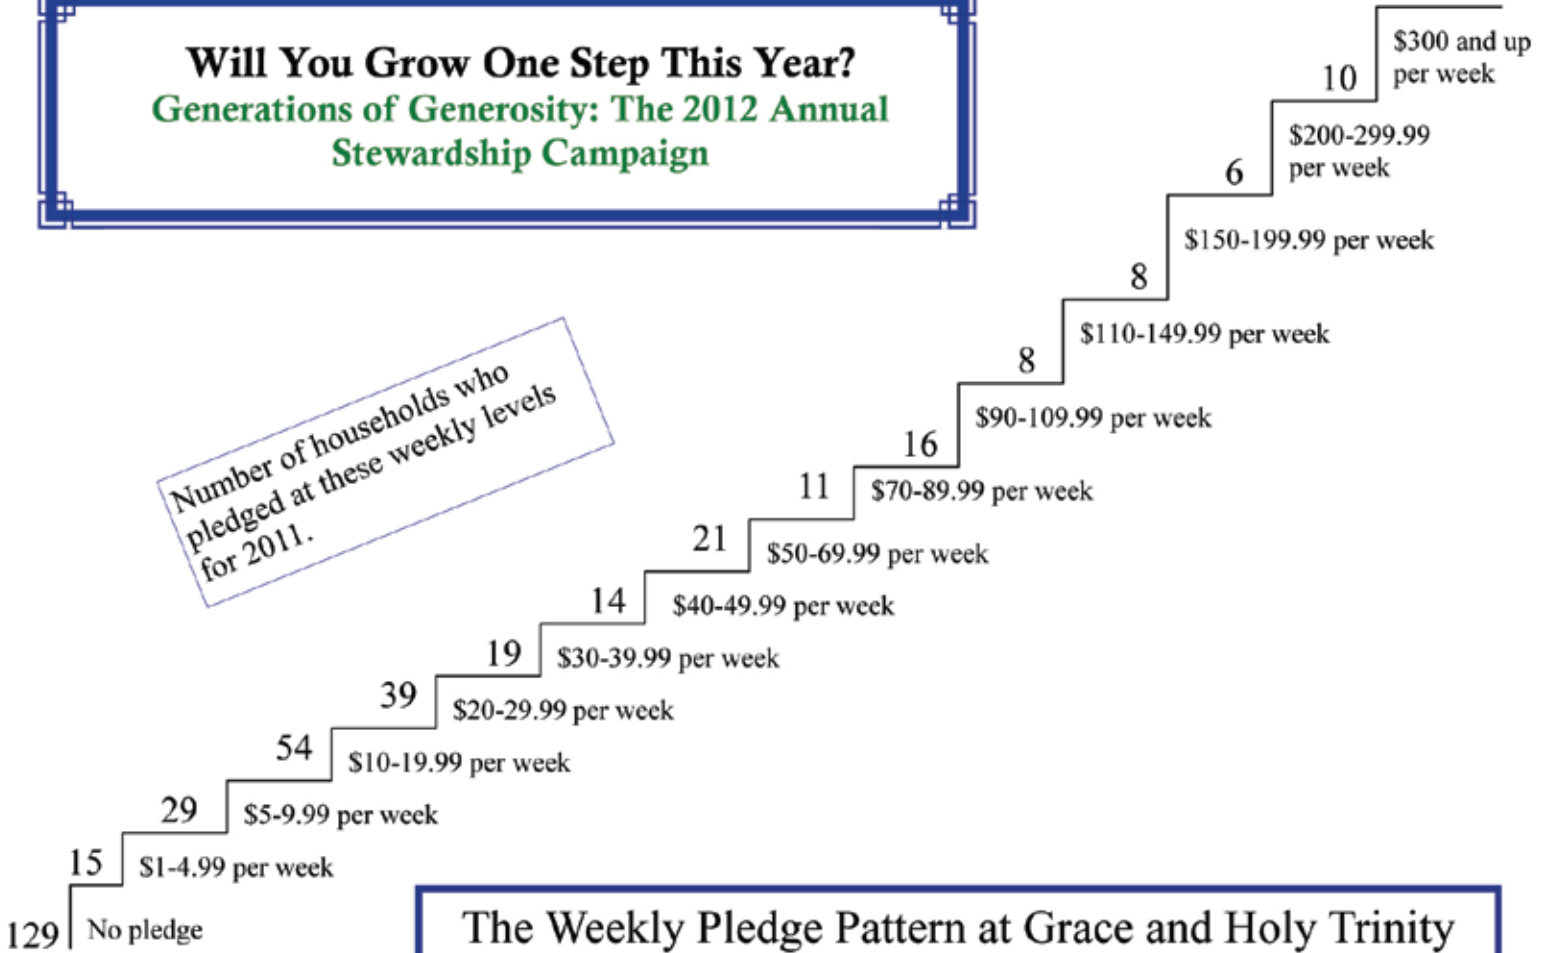 Will You Grow One Step This Year?
Generations of Generosity: The 2012 Annual
Stewardship Campaign
$300 and up
per week
10
$200-299.99
per week
6
$150-199.99 per week
8
$110-149.99 per week
8
$90-109.99 per week
16
$70-89.99 per week
11
$50-69.99 per week
21
$40-49.99 per week
14
$30-39.99 per week
19
$20-29.99 per week
39
$10-19.99 per week
54
$5-9.99 per week
29
$1-4.99 per week
15
No pledge
129
Number of households who
pledged at these weekly levels
for 2011.
The Weekly Pledge Pattern at Grace and Holy Trinity